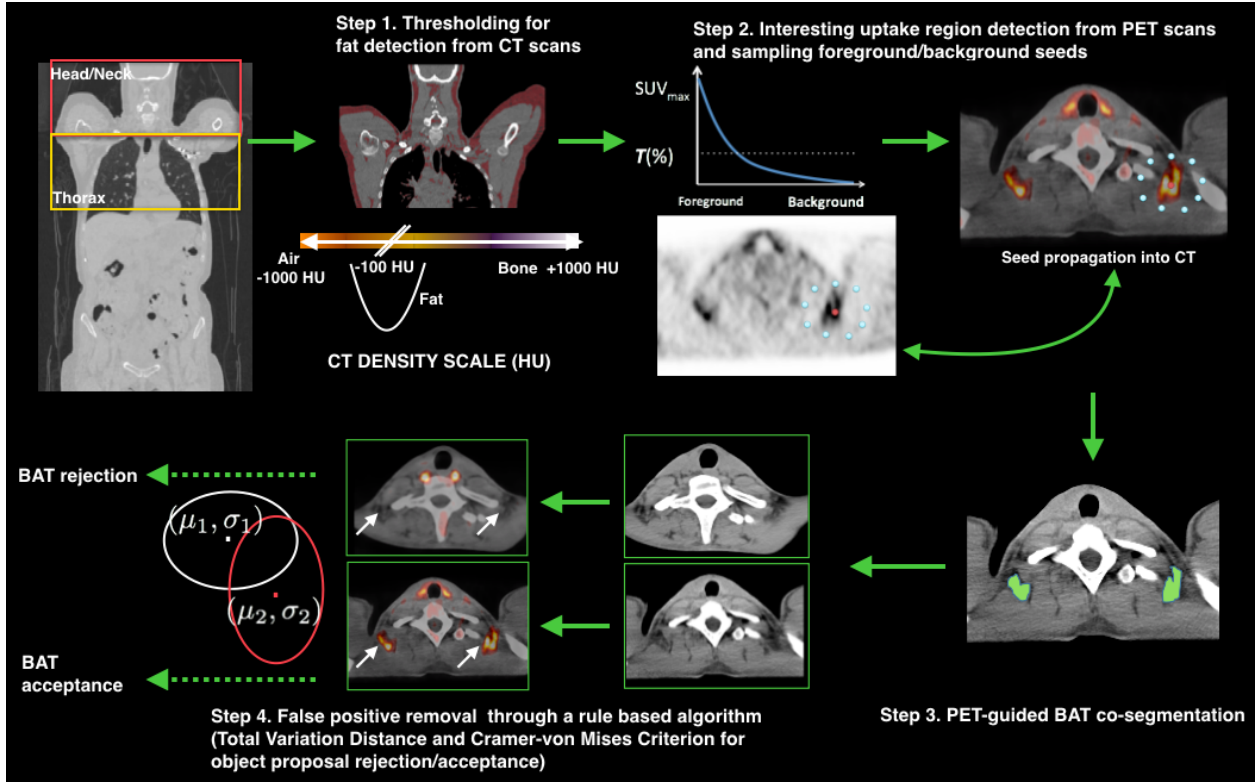 Head/Neck
Thorax
Step 1. Thresholding for
fat detection from CT scans
Air
-1000 HU
-100 HU
Bone +1000 HU
Fat
CT DENSITY SCALE (HU)
Step 2. Interesting uptake region detection from PET scans
and sampling foreground/background seeds
SUVmax
T(%)
Foreground Background
Seed propagation into CT
BAT rejection
(μ₁, σ₁)
(μ₂, σ₂)
BAT
acceptance
Step 4. False positive removal through a rule based algorithm
(Total Variation Distance and Cramer-von Mises Criterion for
object proposal rejection/acceptance)
Step 3. PET-guided BAT co-segmentation